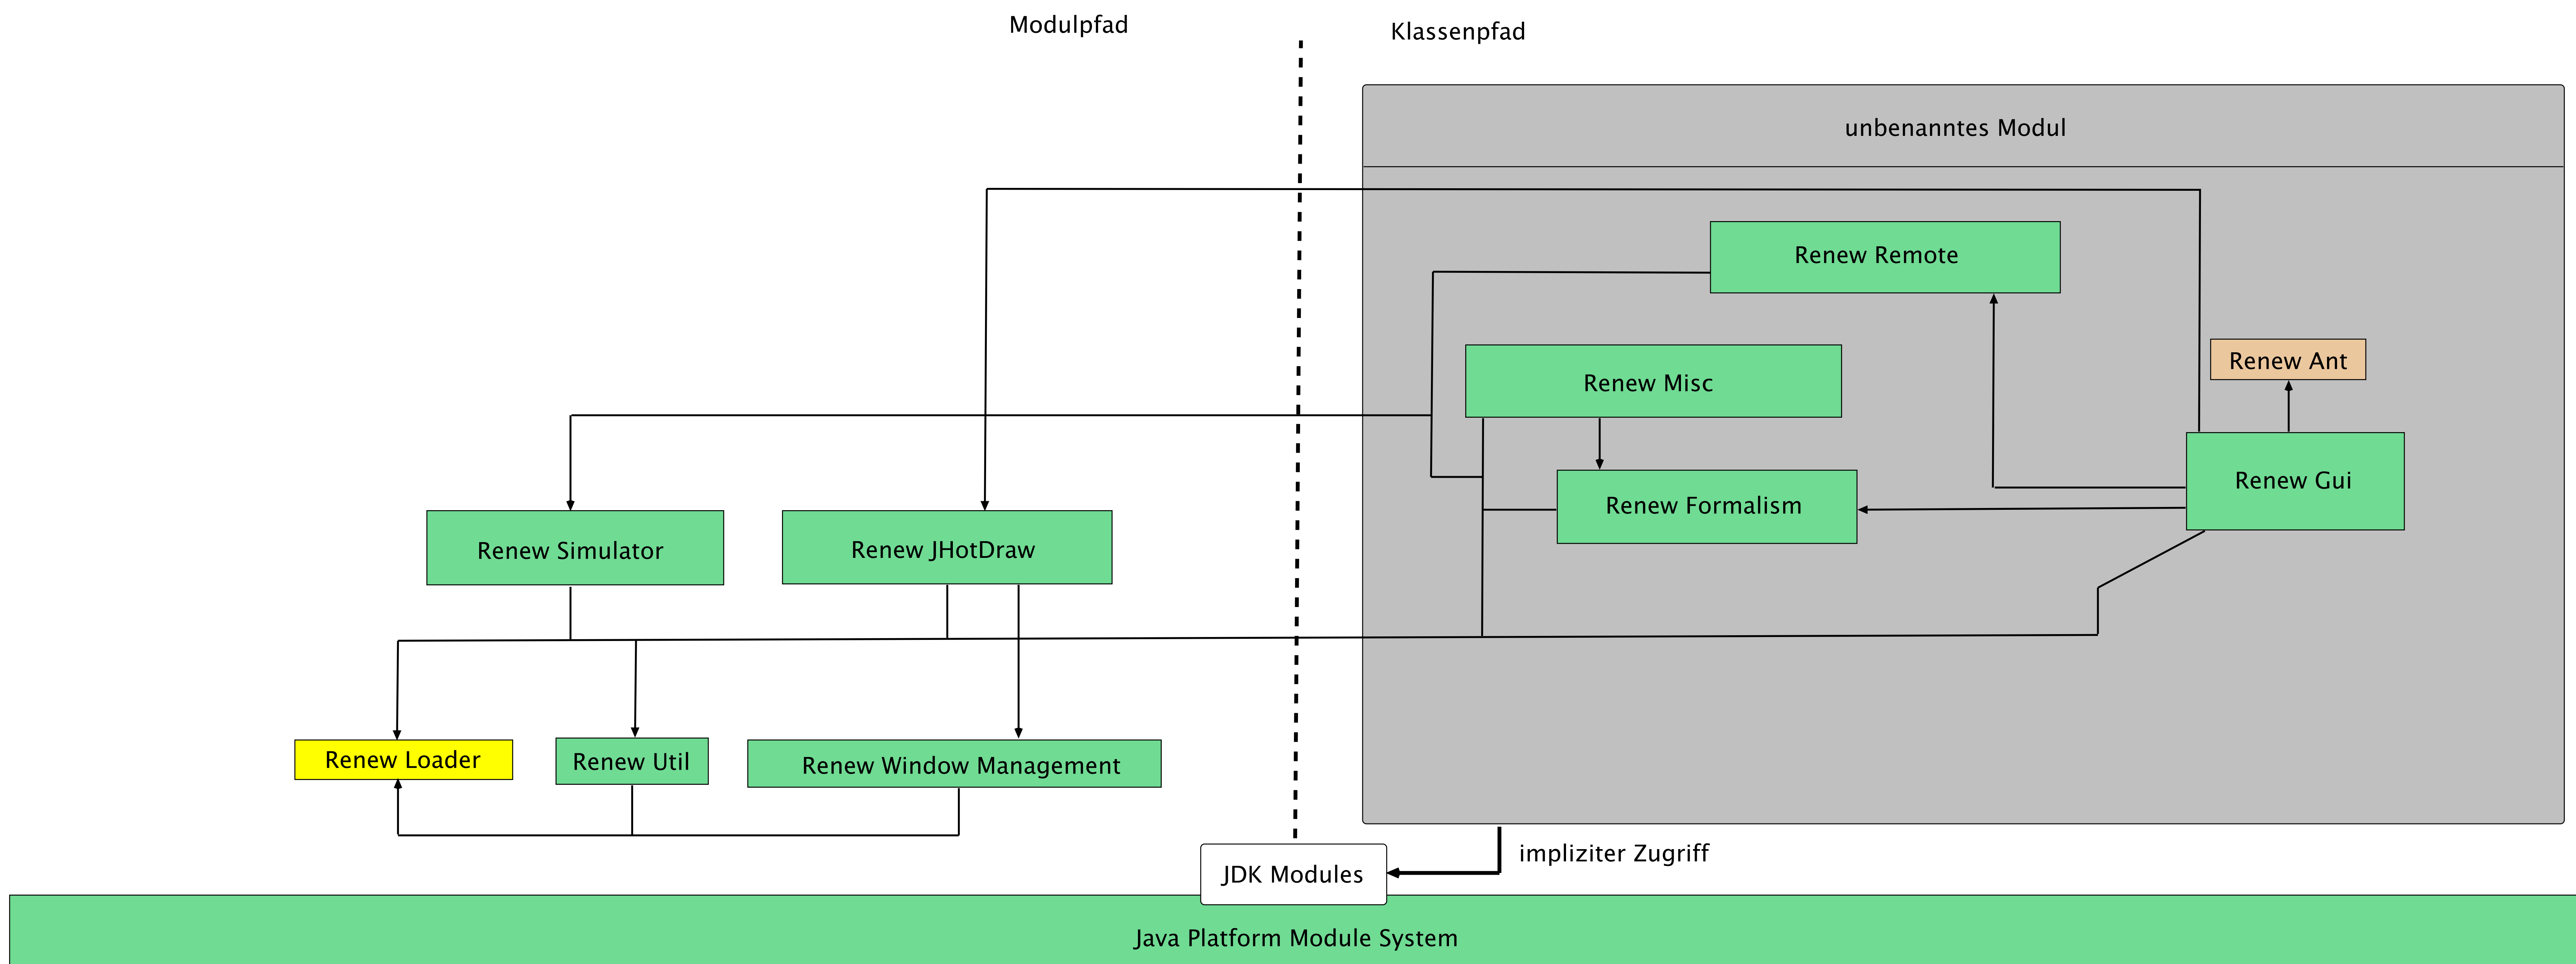 Modulpfad
Klassenpfad
unbenanntes Modul
Renew Remote
Renew Ant
Renew Misc
Renew Gui
Renew Formalism
Renew Simulator
Renew JHotDraw
Renew Loader
Renew Util
Renew Window Management
impliziter Zugriff
JDK Modules
Java Platform Module System